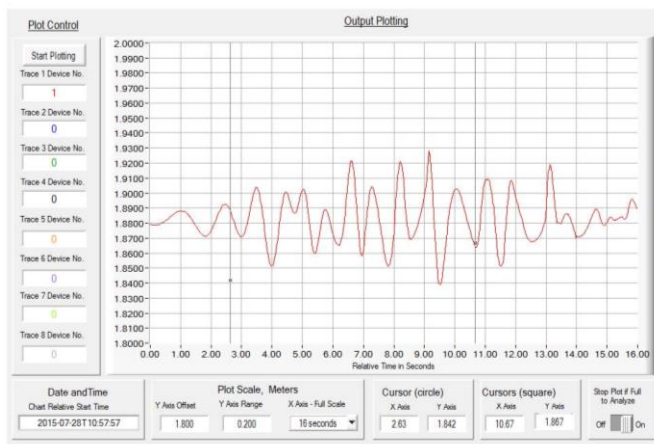 Plot Control
Output Plotting
Start Plotting
Trace 1 Device No.
1
Trace 2 Device No.
0
Trace 3 Device No.
0
Trace 4 Device No.
0
Trace 5 Device No.
0
Trace 6 Device No.
0
Trace 7 Device No.
0
Trace 8 Device No.
0
2.0000
1.9900
1.9800
1.9700
1.9600
1.9500
1.9400
1.9300
1.9200
1.9100
1.9000
1.8900
1.8800
1.8700
1.8600
1.8500
1.8400
1.8300
1.8200
1.8100
1.8000
0.00 1.00 2.00 3.00 4.00 5.00 6.00 7.00 8.00 9.00 10.00 11.00 12.00 13.00 14.00 15.00 16.00
Relative Time in Seconds
Date andTime
Chart Relative Start Time
2015-07-28T10:57:57
Plot Scale, Meters
Y Axis Offset Y Axis Range X Axis - Full Scale
1.800 0.200 16 seconds
Cursor (circle)
X Axis Y Axis
2.63 1.842
Cursors (square)
X Axis Y Axis
10.67 1.867
Stop Plot if Full
to Analyze
Off On